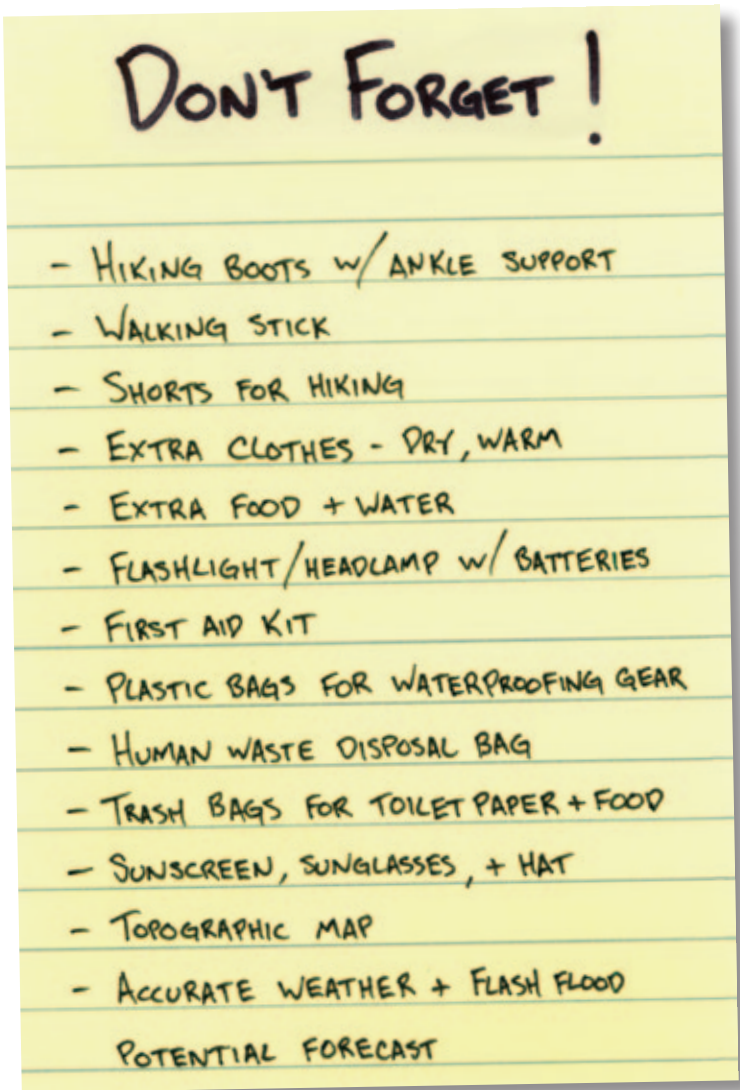 DON'T FORGET!
- HIKING BOOTS W/ ANKLE SUPPORT
- WALKING STICK
- SHORTS FOR HIKING
- EXTRA CLOTHES - DRY, WARM
- EXTRA FOOD + WATER
- FLASHLIGHT/HEADLAMP W/ BATTERIES
- FIRST AID KIT
- PLASTIC BAGS FOR WATERPROOFING GEAR
- HUMAN WASTE DISPOSAL BAG
- TRASH BAGS FOR TOILET PAPER + FOOD
- SUNSCREEN, SUNGLASSES, + HAT
- TOPOGRAPHIC MAP
- ACCURATE WEATHER + FLASH FLOOD
POTENTIAL FORECAST